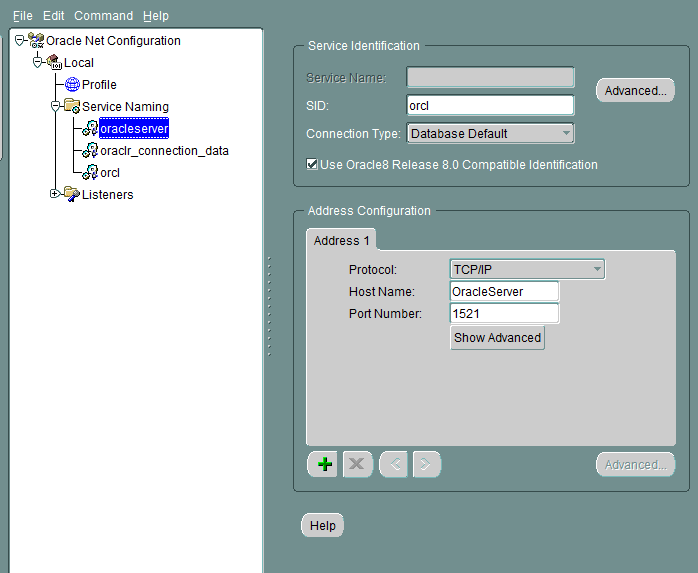 File Edit Command Help
Oracle Net Configuration
Local
Profile
Service Naming
oracleserver
oraclr_connection_data
orcl
Listeners
Service Identification
Service Name:
Advanced...
SID: orcl
Connection Type: Database Default
Use Oracle8 Release 8.0 Compatible Identification
Address Configuration
Address 1
Protocol: TCP/IP
Host Name: OracleServer
Port Number: 1521
Show Advanced
Advanced...
Help